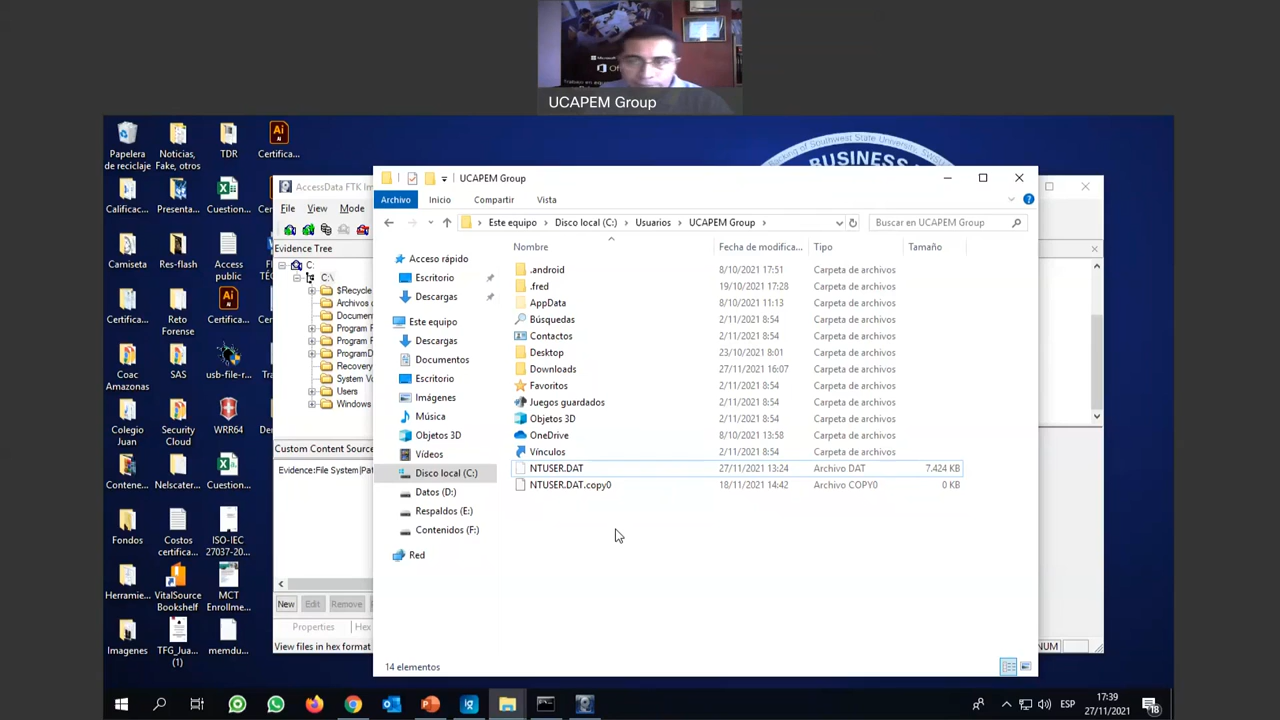 UCAPEM Group
Papelera de reciclaje
Noticias, Fake, otros
TDR
Certifica...
Calificac...
Presenta...
Cuestion...
Camiseta
Res-flash
Access public
Certifica...
Reto Forense
Certifica...
Coac Amazonas
SAS
usb-file-r...
Colegio Juan
Security Cloud
WRR64
Contene...
Nelscater...
Cuestion...
Fondos
Costos certifica...
ISO-IEC 27037-20...
Herramie...
VitalSource Bookshelf
MCT Enrollme...
Imagenes
TFG_Jua... (1)
memdu...
BUSINESS
AccessData FTK Im
File View Mode
Evidence Tree
C:
C:\
$Recycle
Archivos
Documen
Program F
Program F
ProgramD
Recovery
System Vo
Users
Windows
Custom Content Source
Evidence:File System|Pat
New Edit Remove
Properties Hex
View files in hex format
NUM
UCAPEM Group
Archivo Inicio Compartir Vista
Este equipo Disco local (C:) Usuarios UCAPEM Group
Buscar en UCAPEM Group
Acceso rápido
Escritorio
Descargas
Este equipo
Descargas
Documentos
Escritorio
Imágenes
Música
Objetos 3D
Vídeos
Disco local (C:)
Datos (D:)
Respaldos (E:)
Contenidos (F:)
Red
Nombre Fecha de modifica... Tipo Tamaño
.android 8/10/2021 17:51 Carpeta de archivos
.fred 19/10/2021 17:28 Carpeta de archivos
AppData 8/10/2021 11:13 Carpeta de archivos
Búsquedas 2/11/2021 8:54 Carpeta de archivos
Contactos 2/11/2021 8:54 Carpeta de archivos
Desktop 23/10/2021 8:01 Carpeta de archivos
Downloads 27/11/2021 16:07 Carpeta de archivos
Favoritos 2/11/2021 8:54 Carpeta de archivos
Juegos guardados 2/11/2021 8:54 Carpeta de archivos
Objetos 3D 2/11/2021 8:54 Carpeta de archivos
OneDrive 8/10/2021 13:58 Carpeta de archivos
Vínculos 2/11/2021 8:54 Carpeta de archivos
NTUSER.DAT 27/11/2021 13:24 Archivo DAT 7.424 KB
NTUSER.DAT.copy0 18/11/2021 14:42 Archivo COPY0 0 KB
14 elementos
ESP
17:39
27/11/2021
18